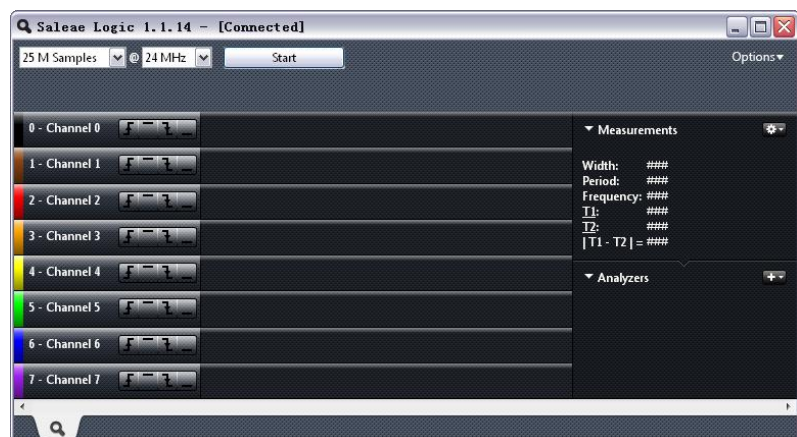 Saleae Logic 1.1.14 - [Connected]
25 M Samples @ 24 MHz Start Options
0 - Channel 0
1 - Channel 1
2 - Channel 2
3 - Channel 3
4 - Channel 4
5 - Channel 5
6 - Channel 6
7 - Channel 7
Measurements
Width: ###
Period: ###
Frequency: ###
T1: ###
T2: ###
| T1 - T2 | = ###
Analyzers